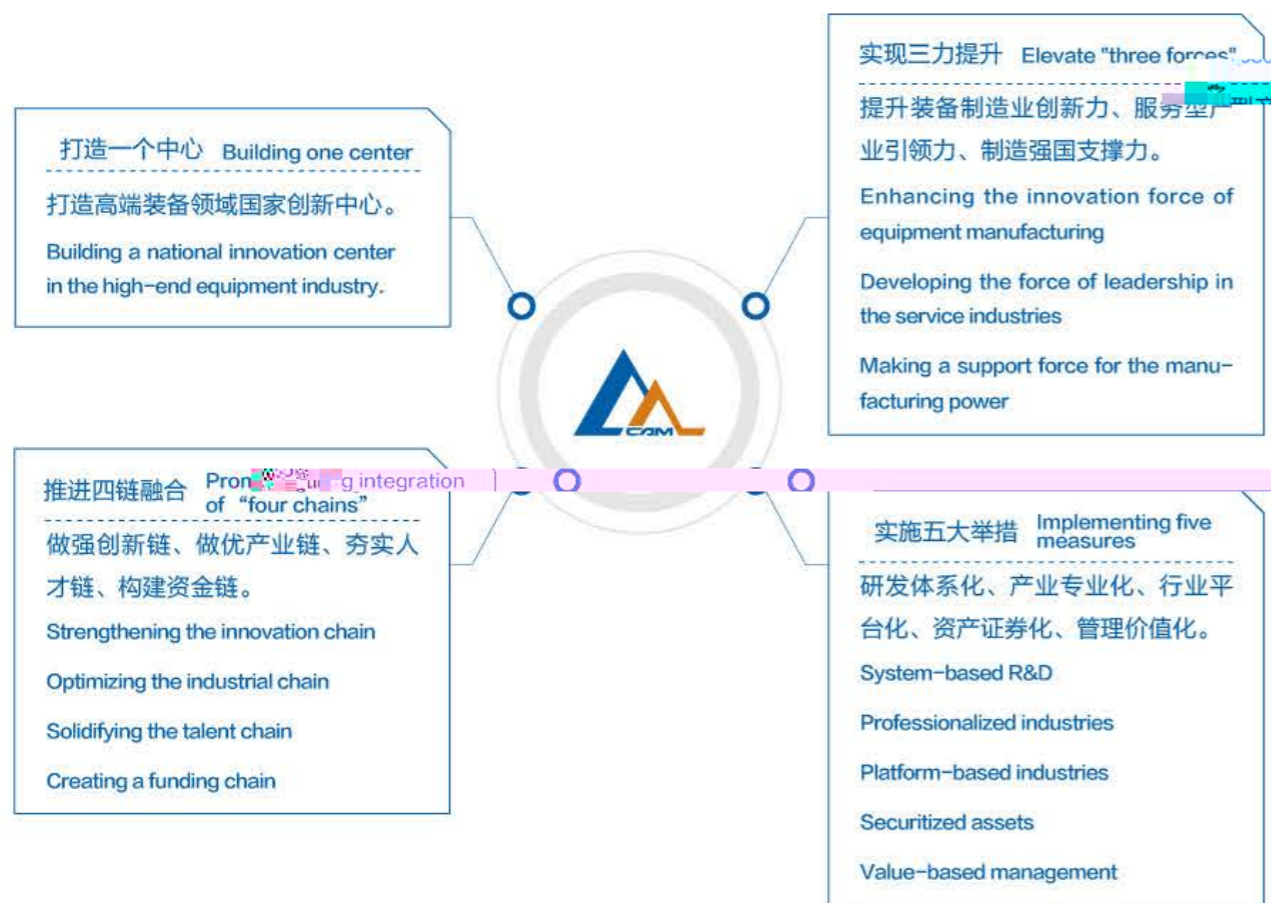 打造一个中心 Building one center
打造高端装备领域国家创新中心。
Building a national innovation center
in the high-end equipment industry.
实现三力提升 Elevate "three forces"
提升装备制造业创新力、服务型产
业引领力、制造强国支撑力。
Enhancing the innovation force of
equipment manufacturing
Developing the force of leadership in
the service industries
Making a support force for the manu-
facturing power
CAM
推进四链融合 integration
of “four chains”
做强创新链、做优产业链、夯实人
才链、构建资金链。
Strengthening the innovation chain
Optimizing the industrial chain
Solidifying the talent chain
Creating a funding chain
实施五大举措 Implementing five
measures
研发体系化、产业专业化、行业平
台化、资产证券化、管理价值化。
System-based R&D
Professionalized industries
Platform-based industries
Securitized assets
Value-based management